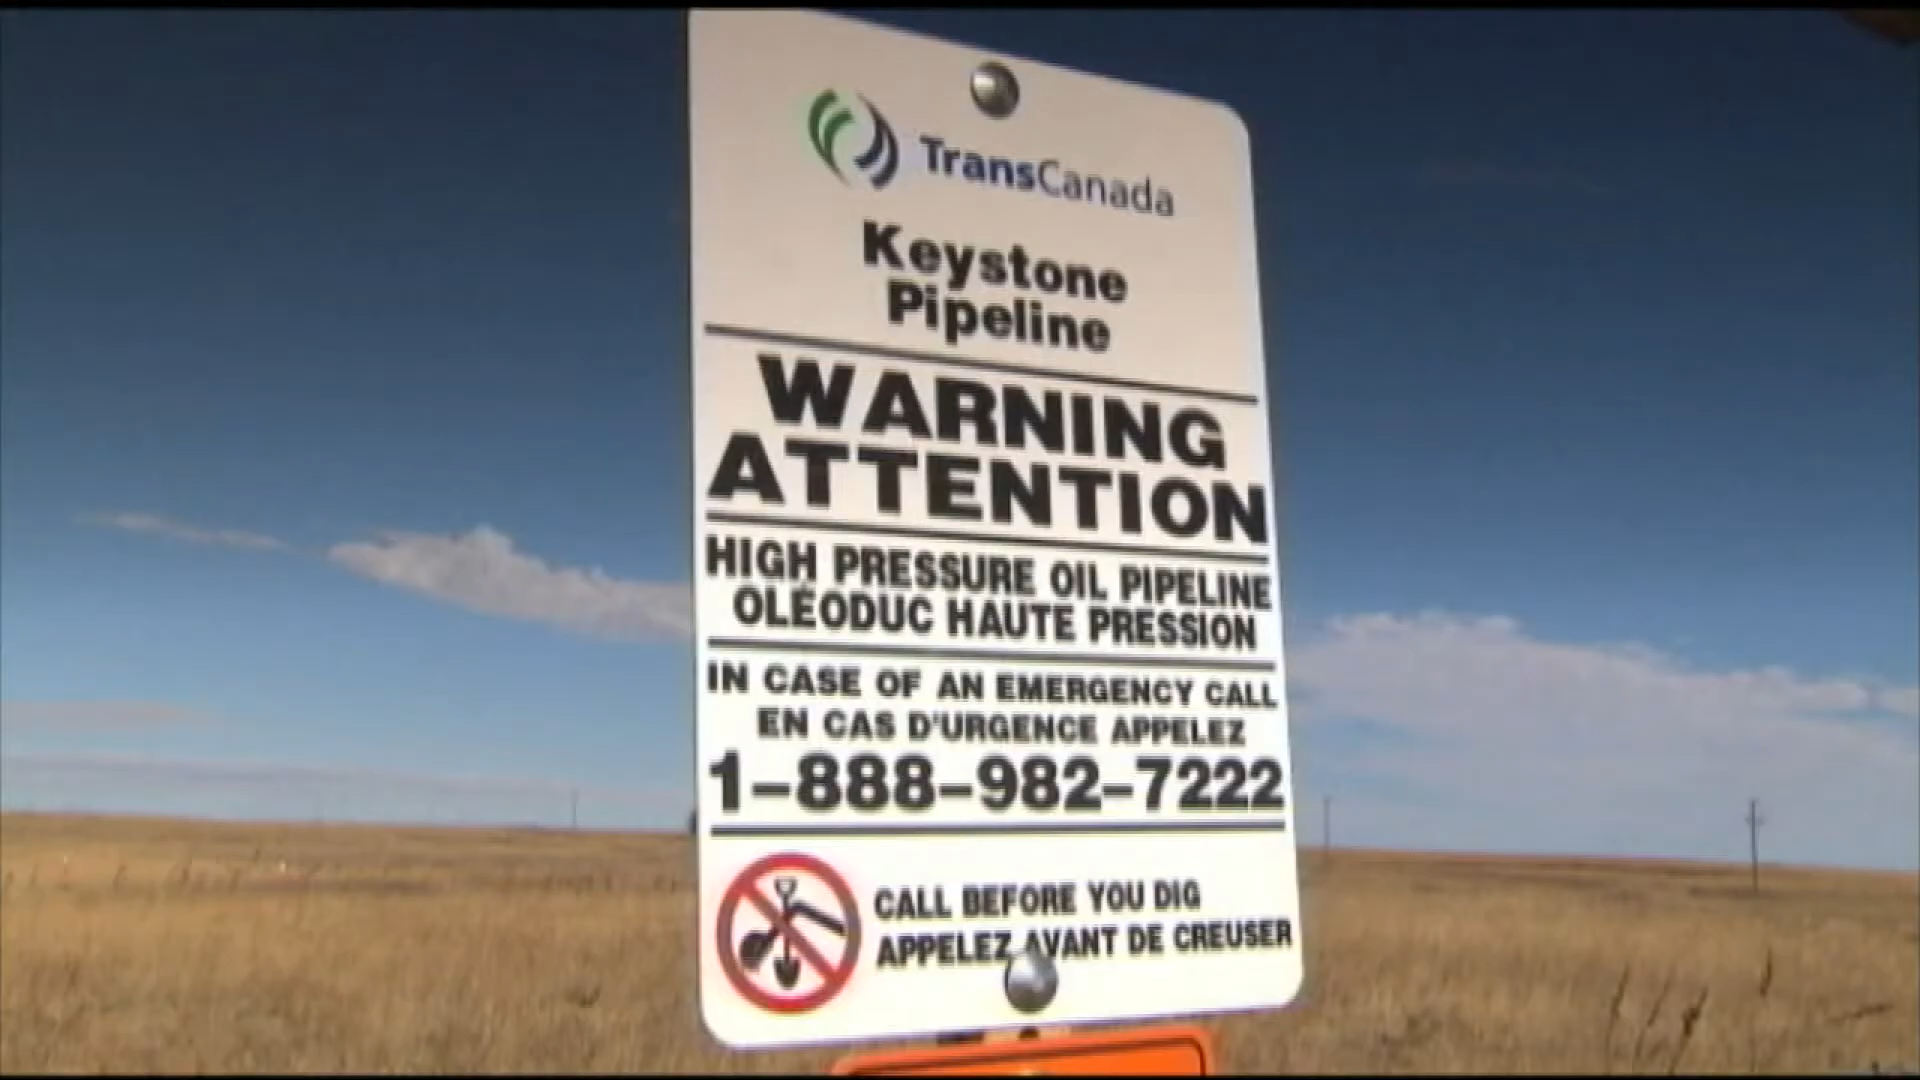 TransCanada
Keystone
Pipeline
WARNING
ATTENTION
HIGH PRESSURE OIL PIPELINE
OLÉODUC HAUTE PRESSION
IN CASE OF AN EMERGENCY CALL
EN CAS D'URGENCE APPELEZ
1-888-982-7222
CALL BEFORE YOU DIG
APPELEZ AVANT DE CREUSER